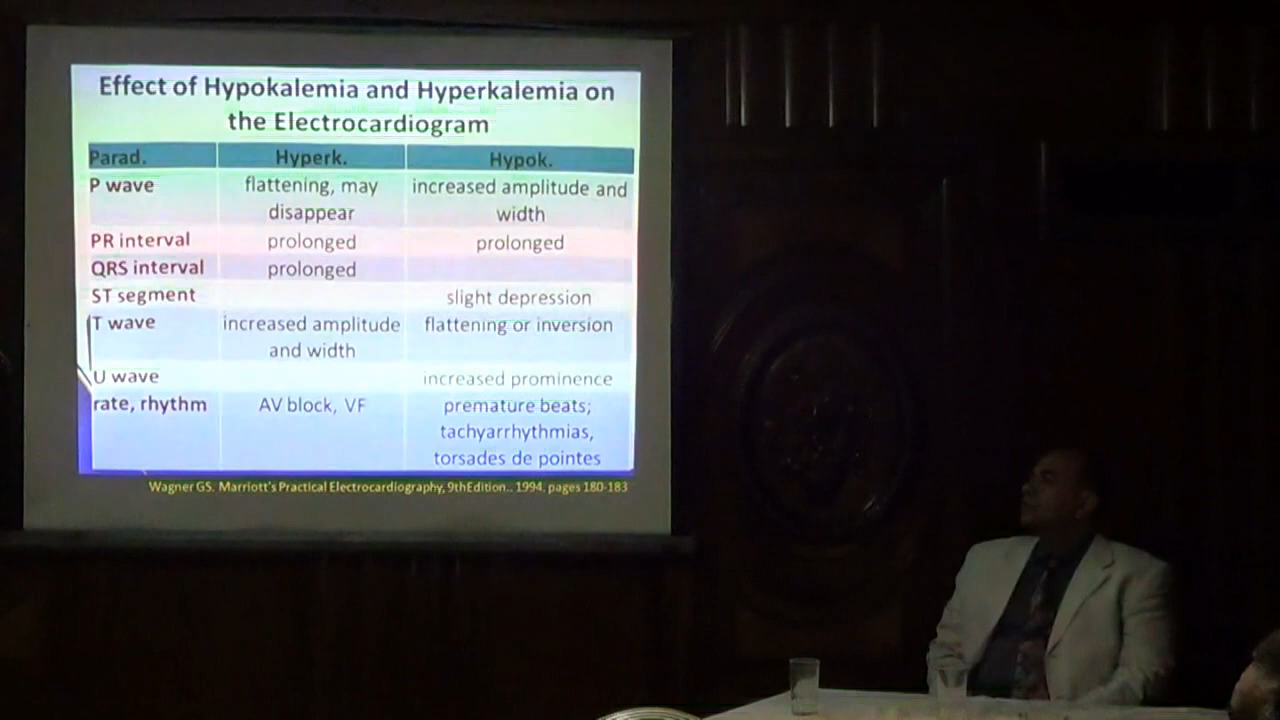 Effect of Hypokalemia and Hyperkalemia on
the Electrocardiogram
Parad. Hyperk. Hypok.
P wave flattening, may increased amplitude and
disappear width
PR interval prolonged prolonged
QRS interval prolonged
ST segment slight depression
T wave increased amplitude flattening or inversion
and width
U wave increased prominence
rate, rhythm AV block, VF premature beats;
tachyarrhythmias,
torsades de pointes
Wagner GS. Marriott's Practical Electrocardiography, 9thEdition.. 1994, pages 180-183